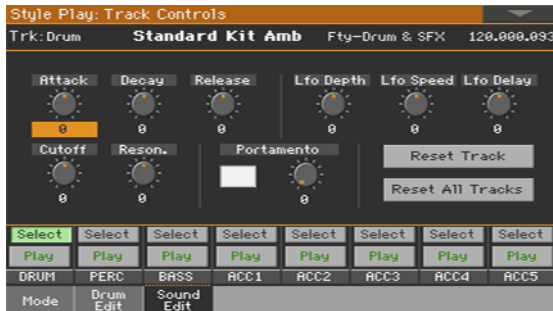 Style Play: Track Controls
Trk:Drum Standard Kit Amb Fty-Drum & SFX 120.000.093
Attack Decay Release Lfo Depth Lfo Speed Lfo Delay
0 0 0 0 0 0
Cutoff Reson. Portamento Reset Track
0 0 0 Reset All Tracks
Select Select Select Select Select Select Select Select
Play Play Play Play Play Play Play Play
DRUM PERC BASS ACC1 ACC2 ACC3 ACC4 ACC5
Mode Drum Edit Sound Edit